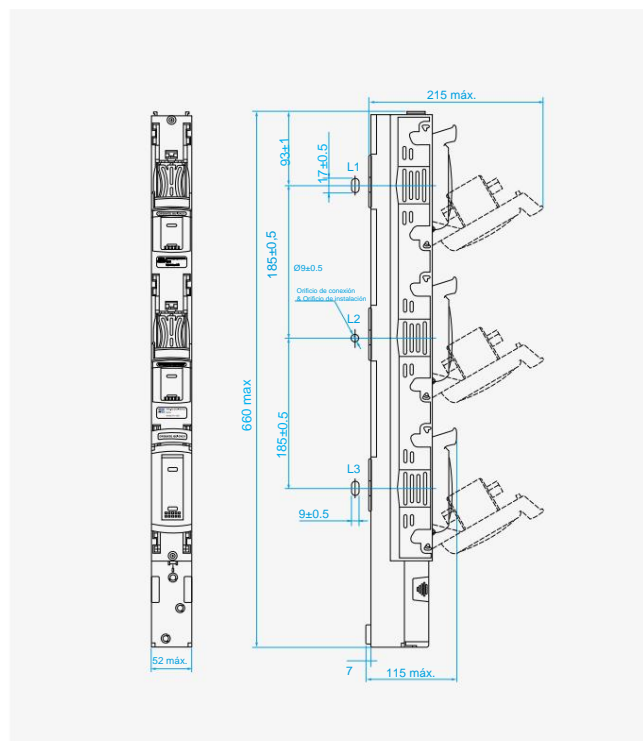 215 máx.
93±1
17±0.5
L1
185±0,5
Ø9±0.5
Orificio de conexión
& Orificio de instalación
L2
660 max
185±0.5
L3
9±0.5
52 máx.
7
115 máx.